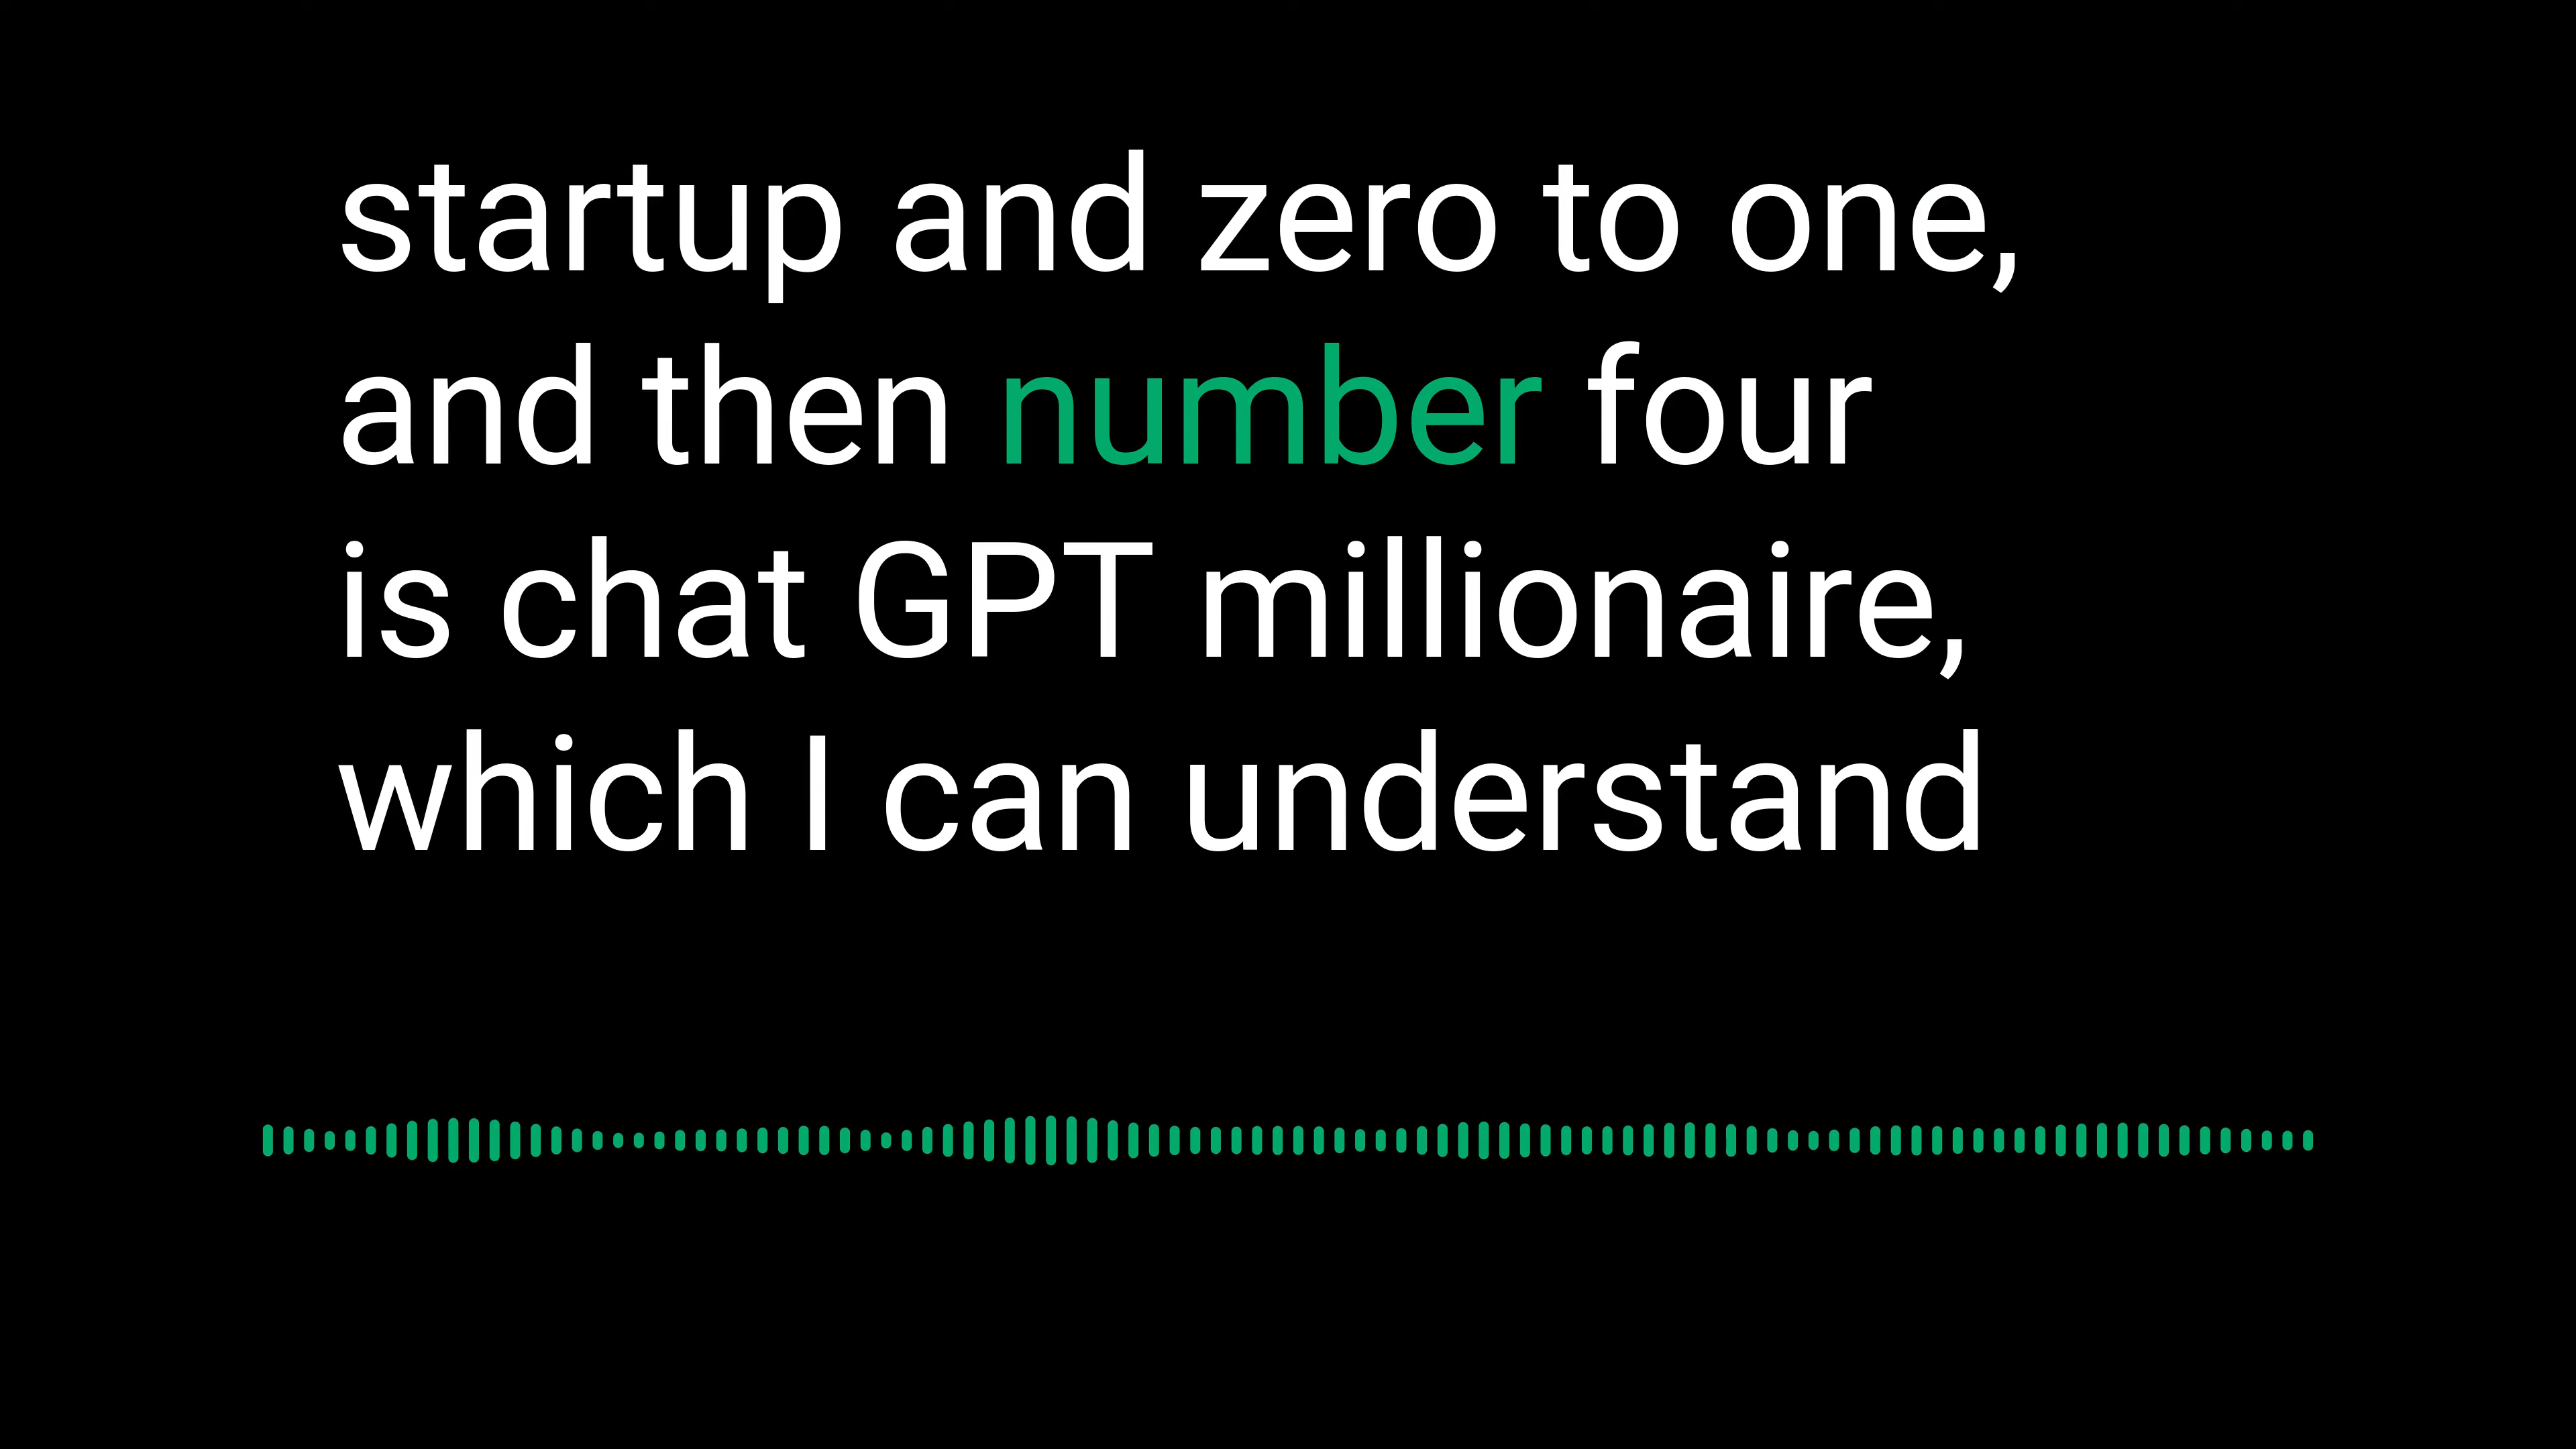 startup and zero to one,
and then number four
is chat GPT millionaire,
which I can understand